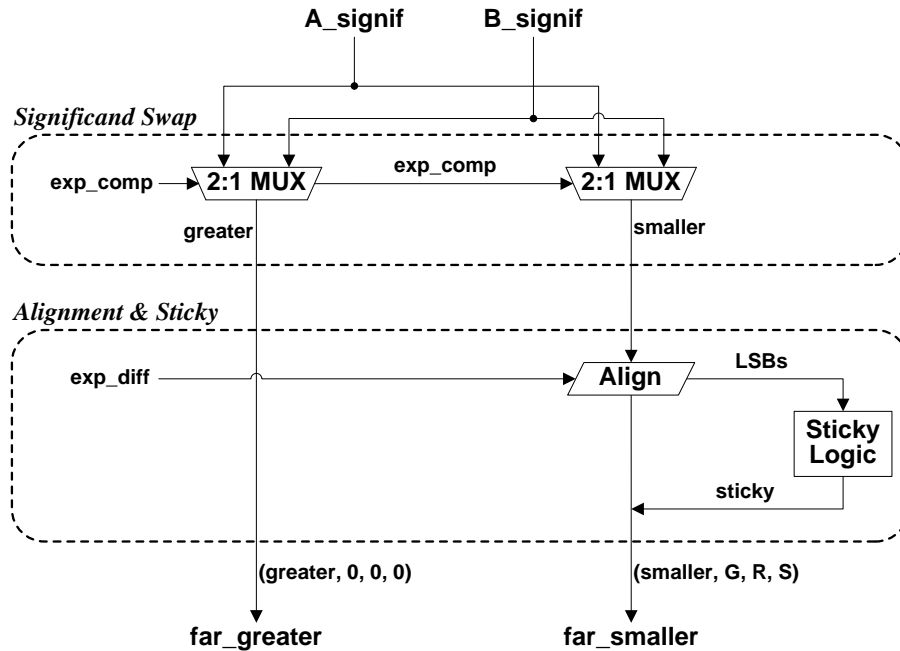 A_signif
B_signif
Significand Swap
exp_comp
2:1 MUX
exp_comp
2:1 MUX
greater
smaller
Alignment & Sticky
exp_diff
Align
LSBs
Sticky
Logic
sticky
(greater, 0, 0, 0)
(smaller, G, R, S)
far_greater
far_smaller